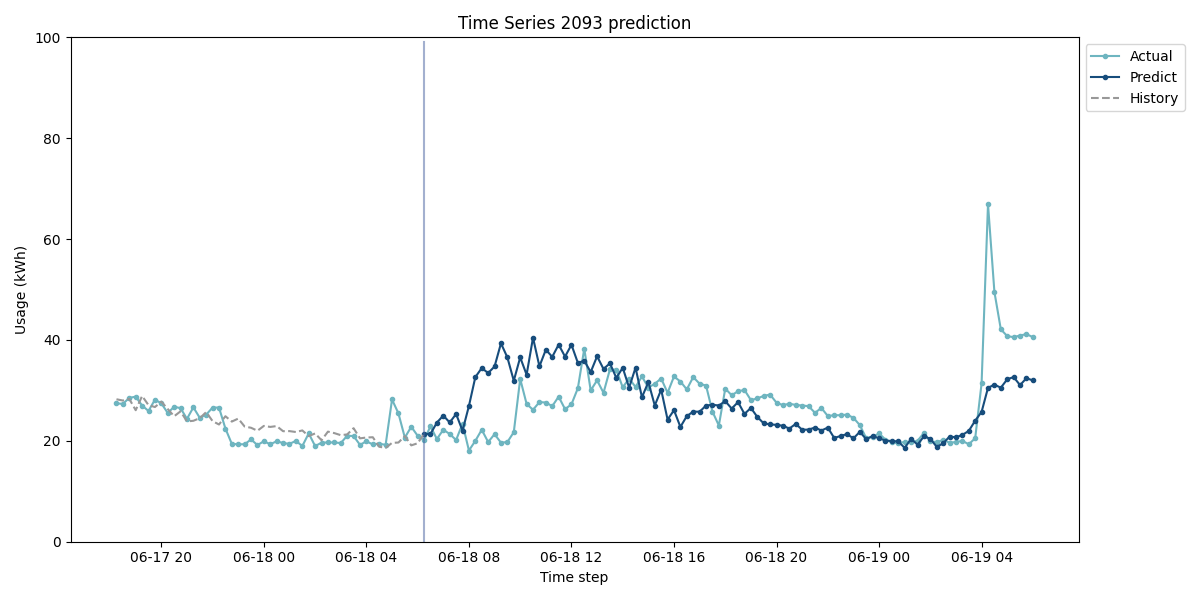 Time Series 2093 prediction
100
80
60
40
20
0
Usage (kWh)
06-17 20
06-18 00
06-18 04
06-18 08
06-18 12
06-18 16
06-18 20
06-19 00
06-19 04
Time step
Actual
Predict
History